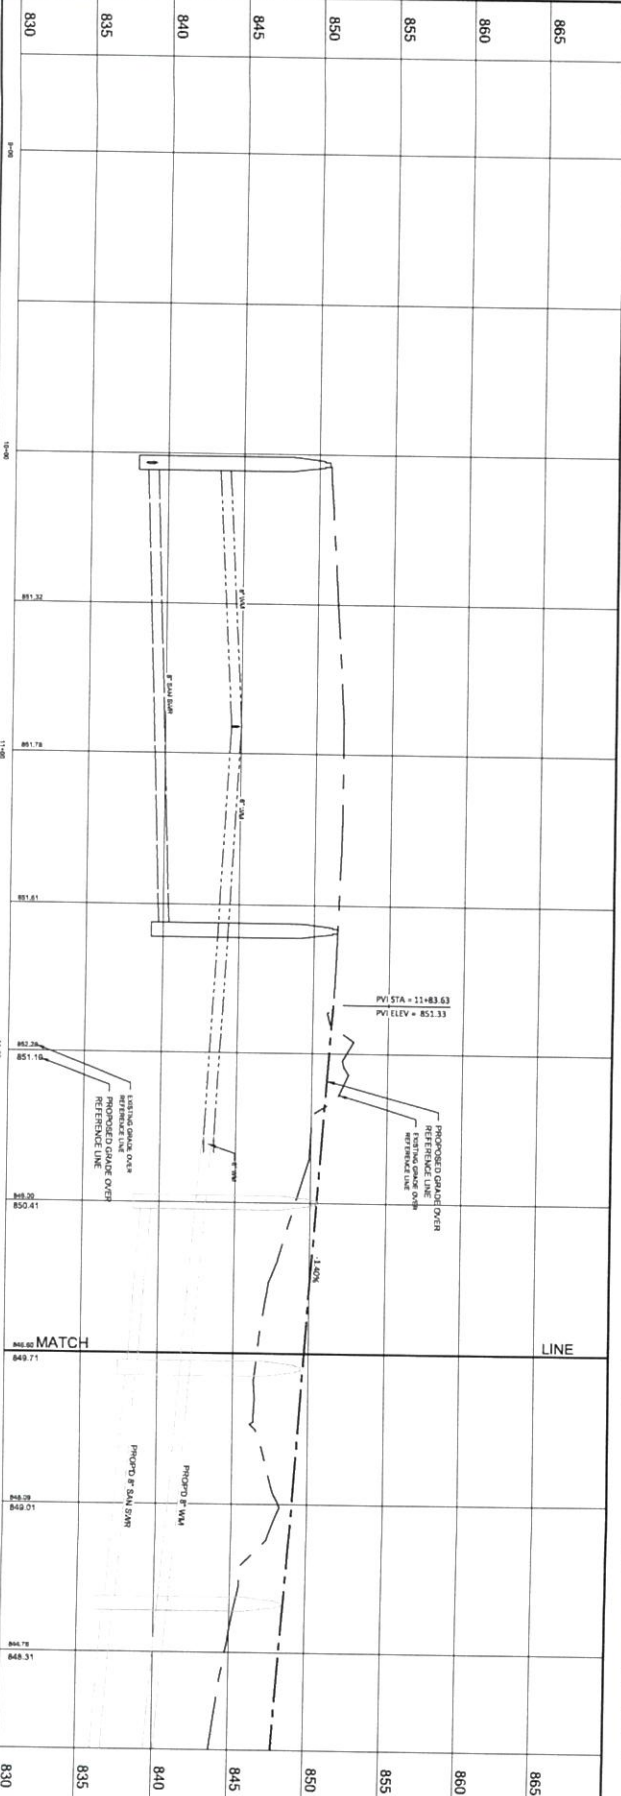 830
835
840
845
850
855
860
865
9+00
10+00
851.32
8" WM
8" SAN SWR
11+00
851.78
8" WM
851.61
PVI STA = 11+83.63
PVI ELEV = 851.33
852.28
851.10
EXISTING GRADE OVER
REFERENCE LINE
PROPOSED GRADE OVER
REFERENCE LINE
PROPOSED GRADE OVER
REFERENCE LINE
EXISTING GRADE OVER
REFERENCE LINE
8" WM
850.41
-1.40%
MATCH
LINE
849.71
PROP'D 8" SAN SWR
PROP'D 8" WM
849.01
848.31
830
835
840
845
850
855
860
865